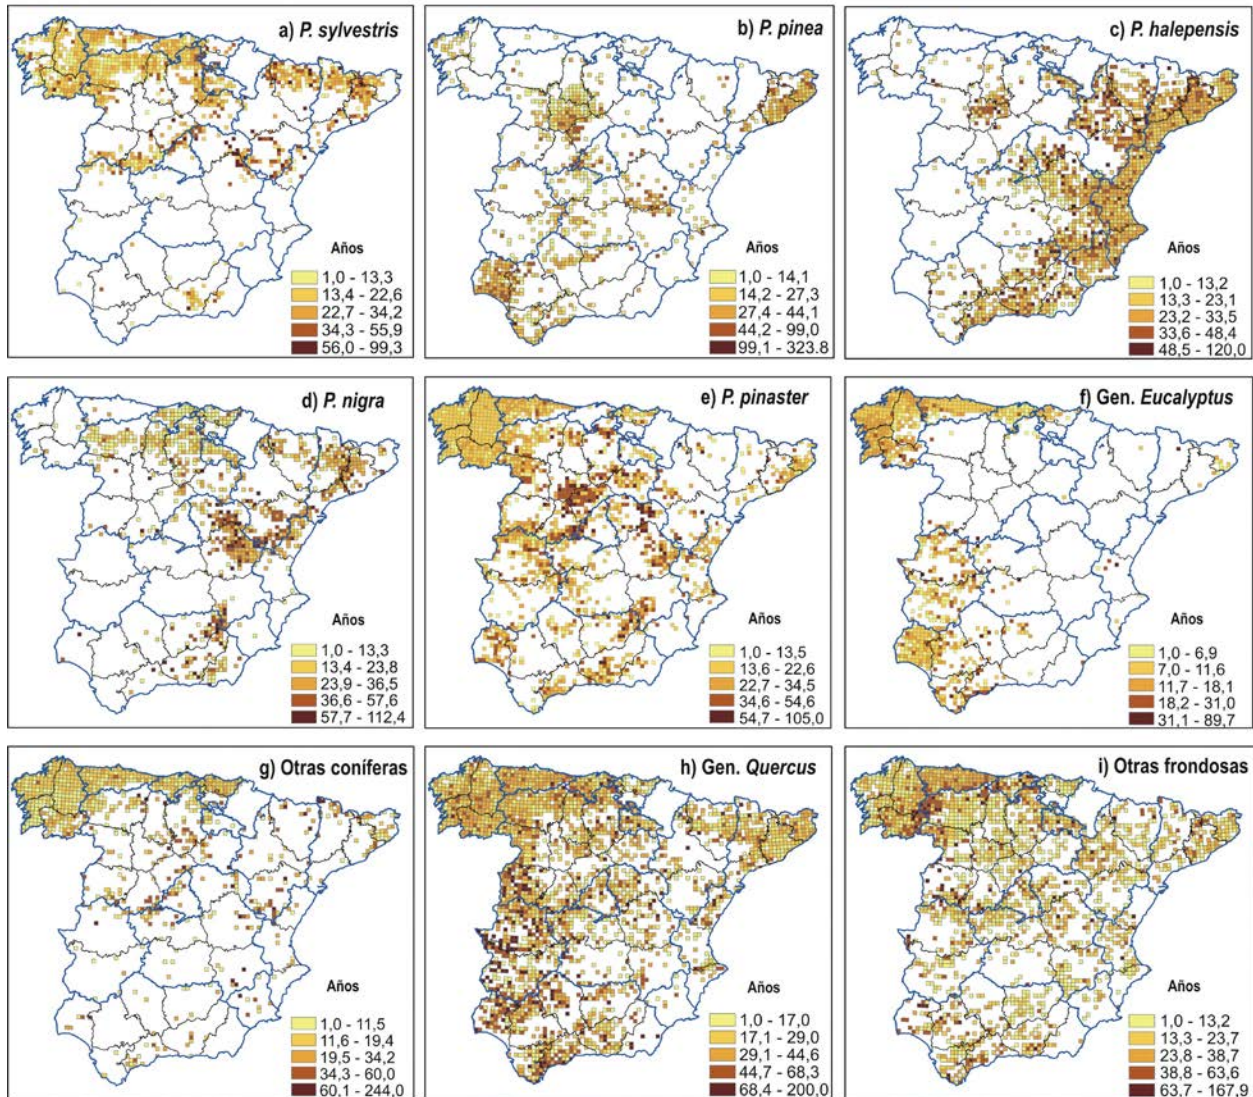 a) P. sylvestris
Años
1,0 - 13,3
13,4 - 22,6
22,7 - 34,2
34,3 - 55,9
56,0 - 99,3
b) P. pinea
Años
1,0 - 14,1
14,2 - 27,3
27,4 - 44,1
44,2 - 99,0
99,1 - 323.8
c) P. halepensis
Años
1,0 - 13,2
13,3 - 23,1
23,2 - 33,5
33,6 - 48,4
48,5 - 120,0
d) P. nigra
Años
1,0 - 13,3
13,4 - 23,8
23,9 - 36,5
36,6 - 57,6
57,7 - 112,4
e) P. pinaster
Años
1,0 - 13,5
13,6 - 22,6
22,7 - 34,5
34,6 - 54,6
54,7 - 105,0
f) Gen. Eucalyptus
Años
1,0 - 6,9
7,0 - 11,6
11,7 - 18,1
18,2 - 31,0
31,1 - 89,7
g) Otras coníferas
Años
1,0 - 11,5
11,6 - 19,4
19,5 - 34,2
34,3 - 60,0
60,1 - 244,0
h) Gen. Quercus
Años
1,0 - 17,0
17,1 - 29,0
29,1 - 44,6
44,7 - 68,3
68,4 - 200,0
i) Otras frondosas
Años
1,0 - 13,2
13,3 - 23,7
23,8 - 38,7
38,8 - 63,6
63,7 - 167,9